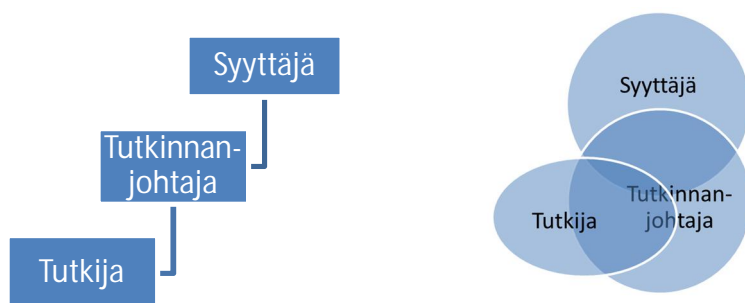 Syyttäjä
Tutkinnan-
johtaja
Tutkija
Syyttäjä
Tutkinnan-
johtaja
Tutkija